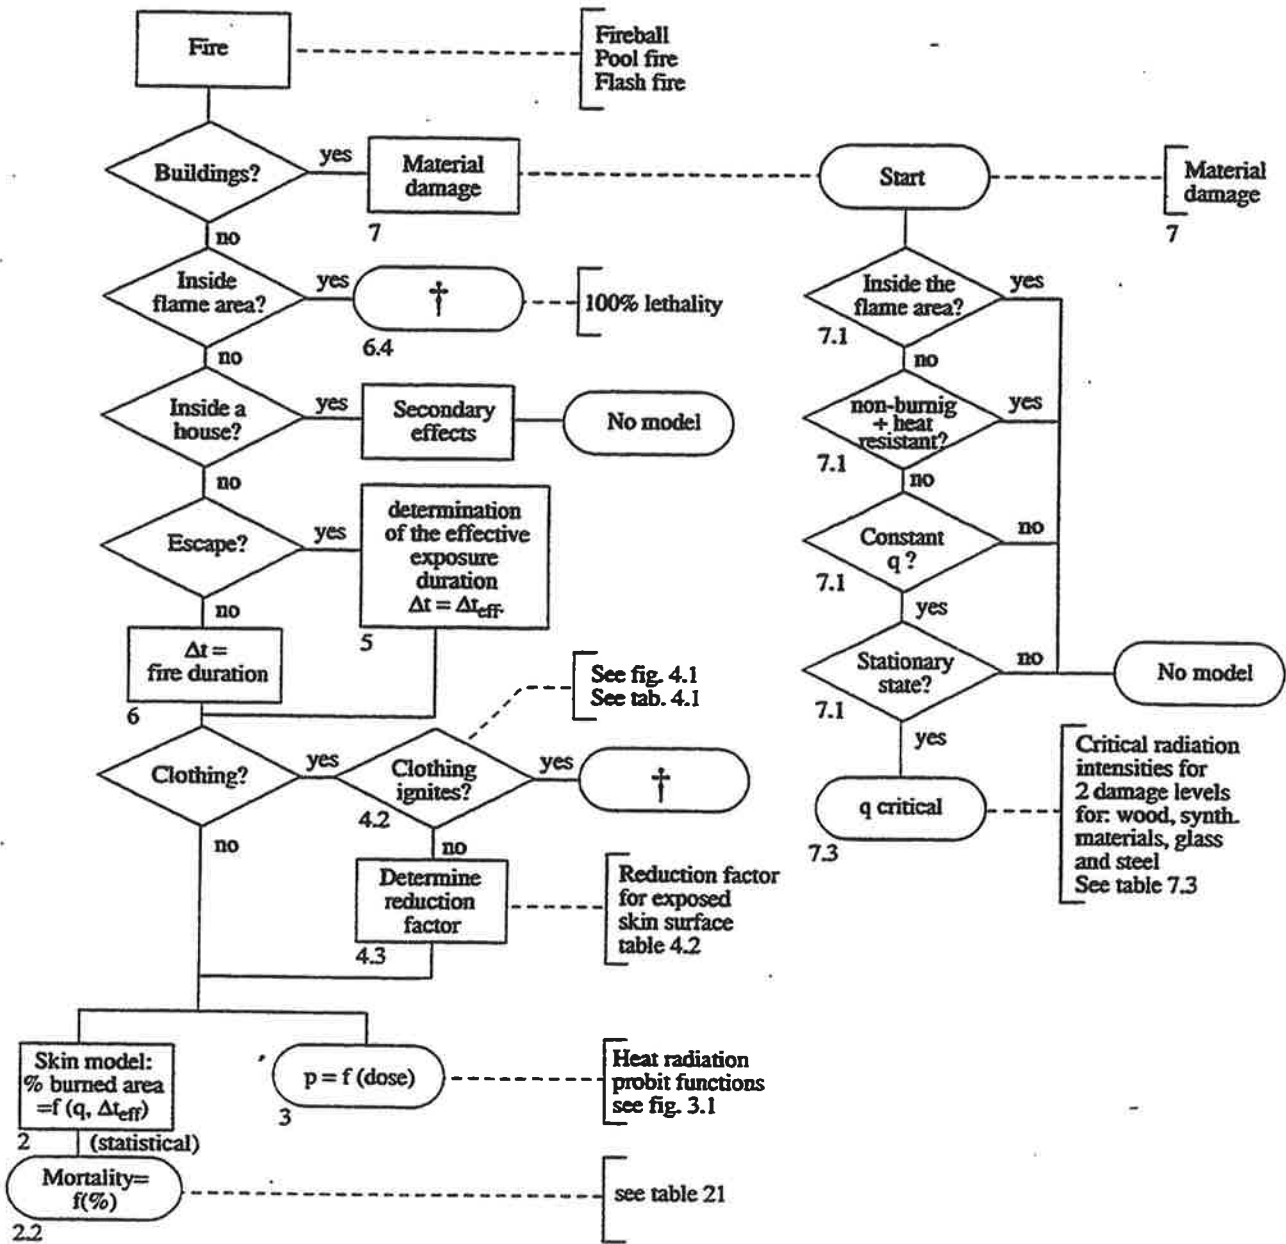 Fire
Fireball
Pool fire
Flash fire
Buildings?
yes
no
Material
damage
7
Inside
flame area?
yes
no
†
6.4
100% lethality
Inside a
house?
yes
no
Secondary
effects
No model
Escape?
yes
no
determination
of the effective
exposure
duration
Δt = Δteff.
5
Δt =
fire duration
6
See fig. 4.1
See tab. 4.1
Clothing?
yes
no
Clothing
ignites?
4.2
yes
no
†
Determine
reduction
factor
4.3
Reduction factor
for exposed
skin surface
table 4.2
Skin model:
% burned area
=f (q, Δteff)
2
(statistical)
p = f (dose)
3
Heat radiation
probit functions
see fig. 3.1
Mortality=
f(%)
2.2
see table 21
Start
Material
damage
7
Inside the
flame area?
7.1
yes
no
non-burnig
+ heat
resistant?
7.1
yes
no
Constant
q ?
7.1
no
yes
Stationary
state?
7.1
no
yes
No model
q critical
7.3
Critical radiation
intensities for
2 damage levels
for: wood, synth.
materials, glass
and steel
See table 7.3